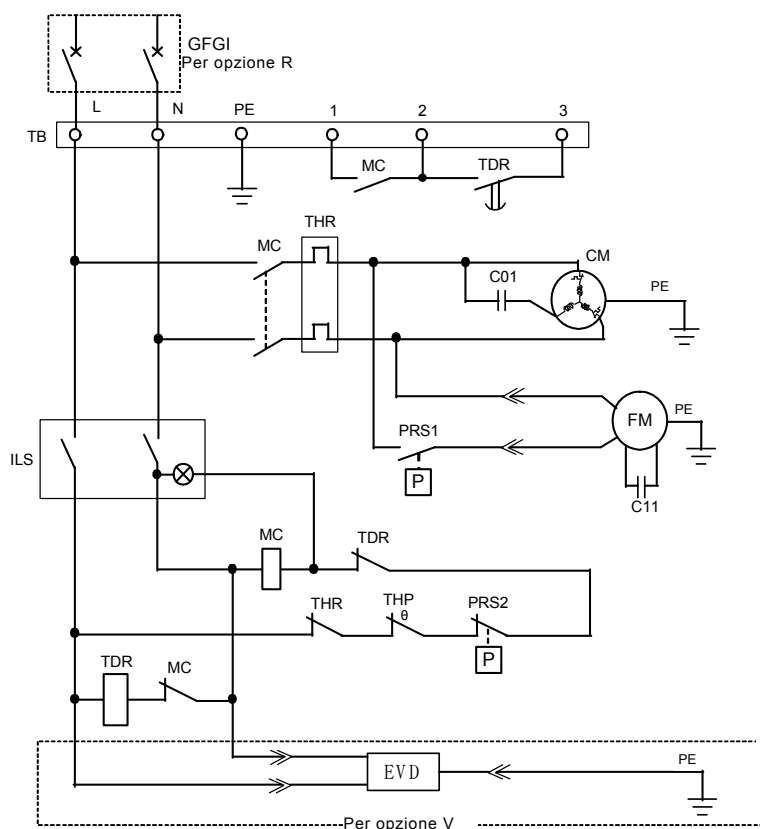 GFGI
Per opzione R
L N PE 1 2 3
TB
MC TDR
THR
MC CM
C01
PE
FM PE
PRS1
P
ILS
C11
MC TDR
THR THP PRS2
θ
P
TDR MC
EVD PE
Per opzione V